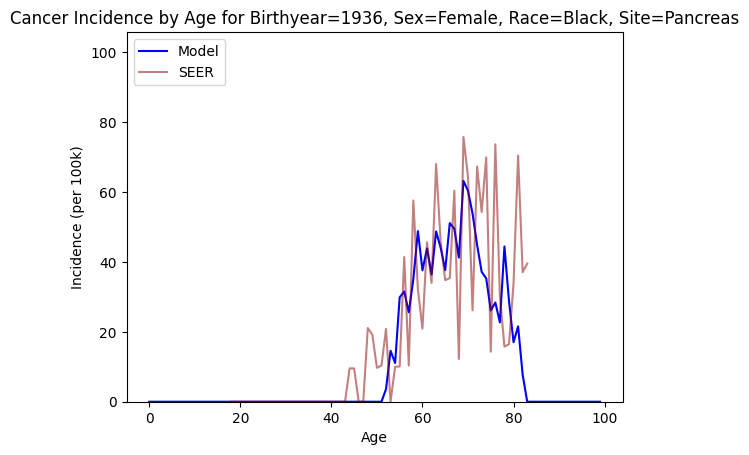 Cancer Incidence by Age for Birthyear=1936, Sex=Female, Race=Black, Site=Pancreas
Model
SEER
Incidence (per 100k)
100
80
60
40
20
0
0 20 40 60 80 100
Age